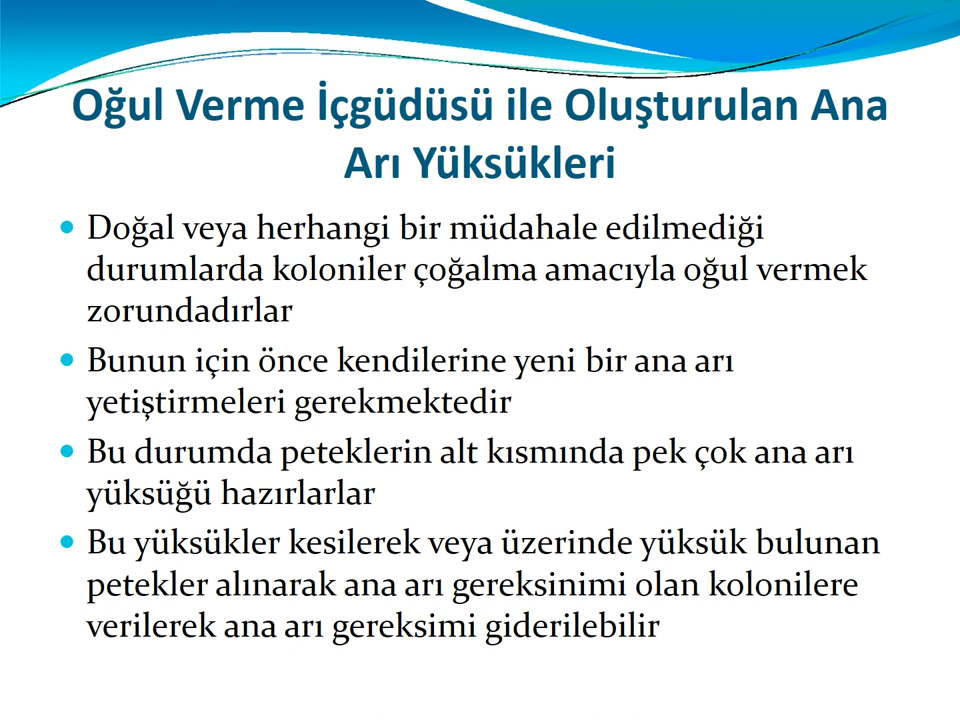 Oğul Verme İçgüdüsü ile Oluşturulan Ana
Arı Yüksükleri
• Doğal veya herhangi bir müdahale edilmediği
durumlarda koloniler çoğalma amacıyla oğul vermek
zorundadırlar
• Bunun için önce kendilerine yeni bir ana arı
yetiştirmeleri gerekmektedir
• Bu durumda peteklerin alt kısmında pek çok ana arı
yüksüğü hazırlarlar
• Bu yüksükler kesilerek veya üzerinde yüksük bulunan
petekler alınarak ana arı gereksinimi olan kolonilere
verilerek ana arı gereksimi giderilebilir